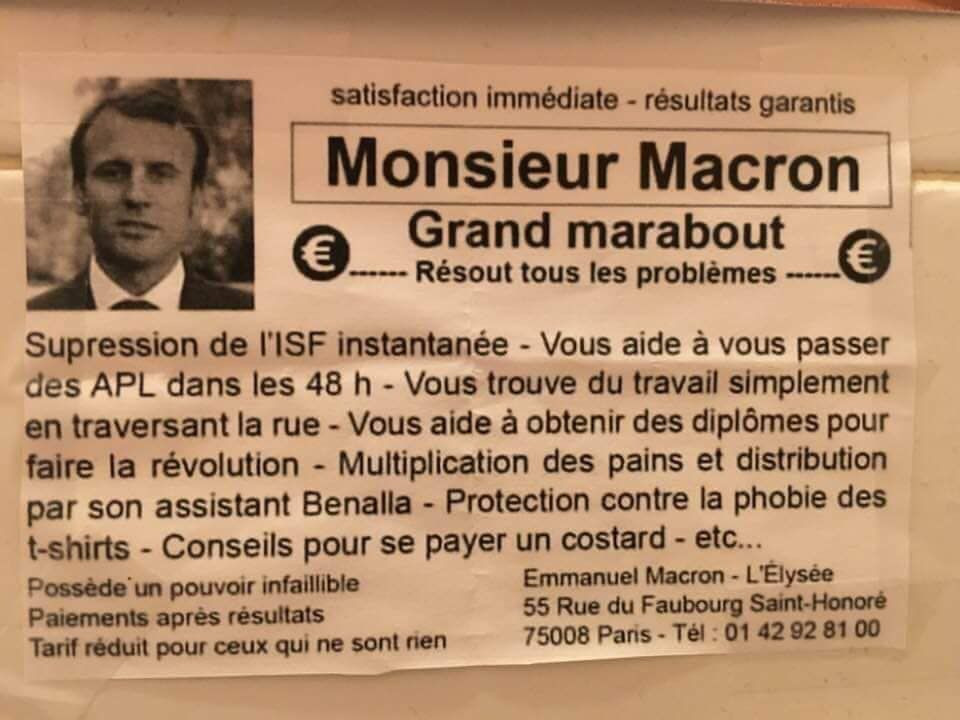 satisfaction immédiate - résultats garantis
Monsieur Macron
Grand marabout
€ ------ Résout tous les problèmes ------ €
Supression de l'ISF instantanée - Vous aide à vous passer
des APL dans les 48 h - Vous trouve du travail simplement
en traversant la rue - Vous aide à obtenir des diplômes pour
faire la révolution - Multiplication des pains et distribution
par son assistant Benalla - Protection contre la phobie des
t-shirts - Conseils pour se payer un costard - etc...
Possède un pouvoir infaillible
Paiements après résultats
Tarif réduit pour ceux qui ne sont rien
Emmanuel Macron - L'Élysée
55 Rue du Faubourg Saint-Honoré
75008 Paris - Tél : 01 42 92 81 00